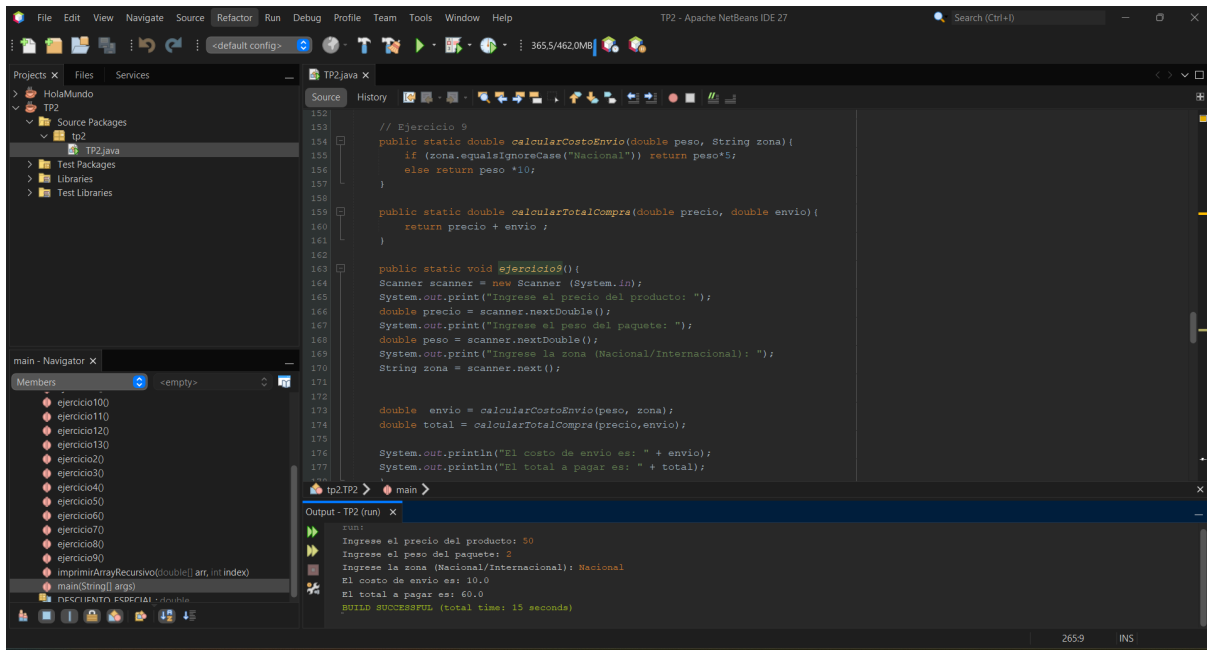 File Edit View Navigate Source Refactor Run Debug Profile Team Tools Window Help TP2 - Apache NetBeans IDE 27 Search (Ctrl+I)
<default config> 365,5/462,0MB
Projects Files Services
HolaMundo
TP2
Source Packages
tp2
TP2.java
Test Packages
Libraries
Test Libraries
main - Navigator
Members <empty>
ejercicio10()
ejercicio11()
ejercicio12()
ejercicio13()
ejercicio2()
ejercicio3()
ejercicio4()
ejercicio5()
ejercicio6()
ejercicio7()
ejercicio8()
ejercicio9()
imprimirArrayRecursivo(double[] arr, int index)
main(String[] args)
DESCUENTO_ESPECIAL : double
TP2.java
Source History
152
153 // Ejercicio 9
154 public static double calcularCostoEnvio(double peso, String zona){
155 if (zona.equalsIgnoreCase("Nacional")) return peso*5;
156 else return peso *10;
157 }
158
159 public static double calcularTotalCompra(double precio, double envio){
160 return precio + envio ;
161 }
162
163 public static void ejercicio9(){
164 Scanner scanner = new Scanner (System.in);
165 System.out.print("Ingrese el precio del producto: ");
166 double precio = scanner.nextDouble();
167 System.out.print("Ingrese el peso del paquete: ");
168 double peso = scanner.nextDouble();
169 System.out.print("Ingrese la zona (Nacional/Internacional): ");
170 String zona = scanner.next();
171
172
173 double envio = calcularCostoEnvio(peso, zona);
174 double total = calcularTotalCompra(precio,envio);
175
176 System.out.println("El costo de envio es: " + envio);
177 System.out.println("El total a pagar es: " + total);
tp2.TP2 main
Output - TP2 (run)
run:
Ingrese el precio del producto: 50
Ingrese el peso del paquete: 2
Ingrese la zona (Nacional/Internacional): Nacional
El costo de envio es: 10.0
El total a pagar es: 60.0
BUILD SUCCESSFUL (total time: 15 seconds)
265:9 INS